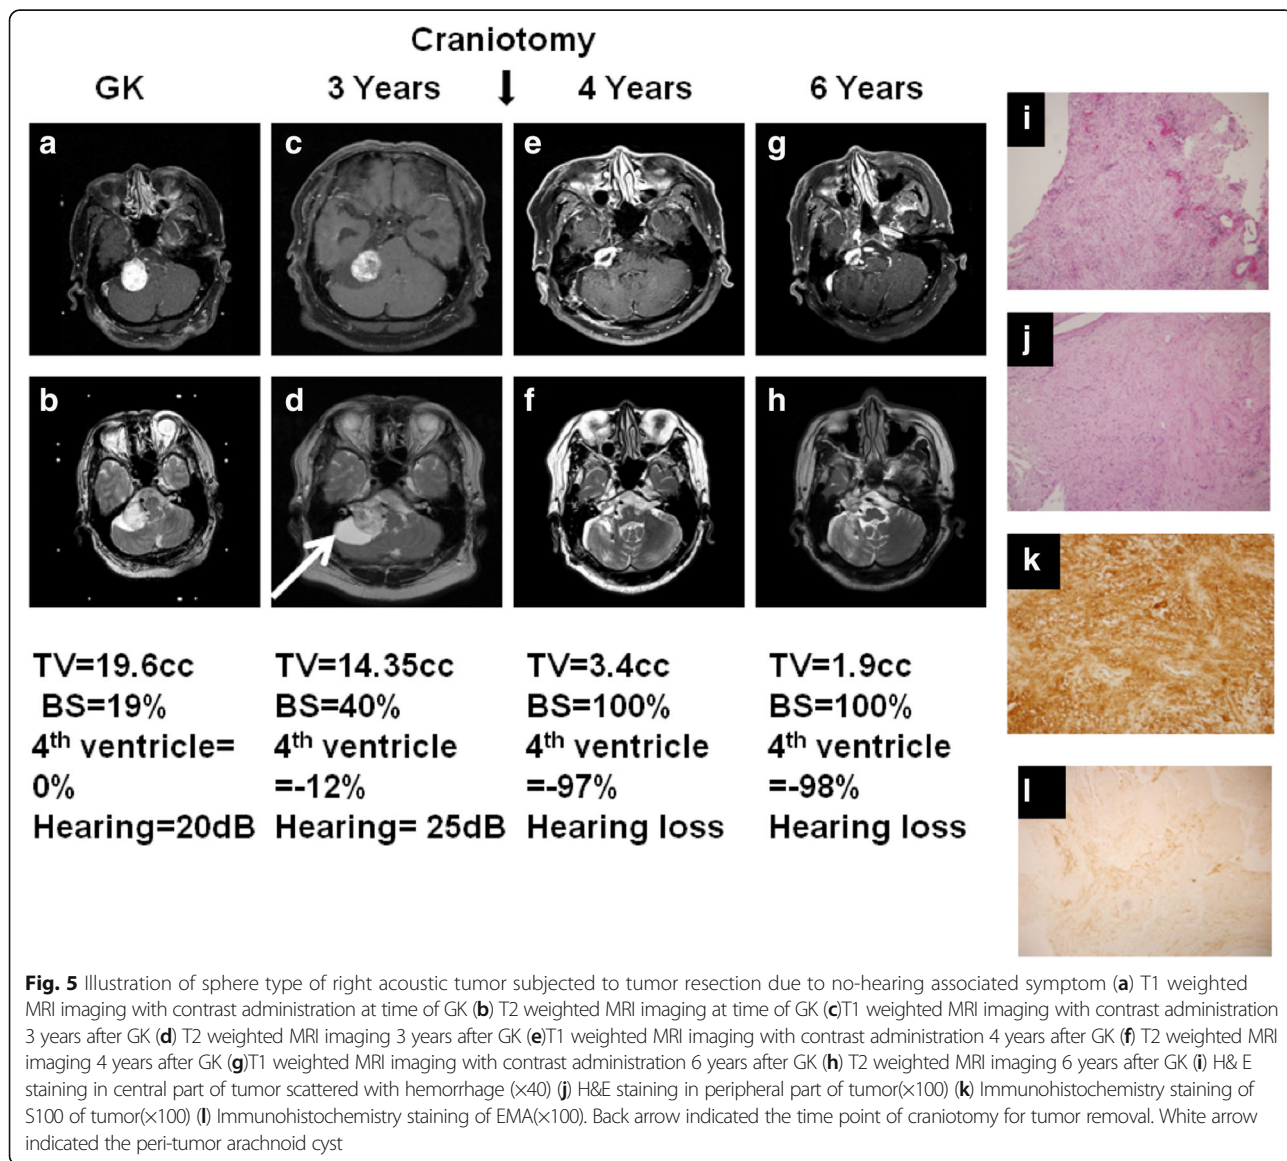 Craniotomy
GK
3 Years
4 Years
6 Years
a
c
e
g
b
d
f
h
i
j
k
l
TV=19.6cc
BS=19%
4th ventricle=
0%
Hearing=20dB
TV=14.35cc
BS=40%
4th ventricle
=-12%
Hearing= 25dB
TV=3.4cc
BS=100%
4th ventricle
=-97%
Hearing loss
TV=1.9cc
BS=100%
4th ventricle
=-98%
Hearing loss
Fig. 5 Illustration of sphere type of right acoustic tumor subjected to tumor resection due to no-hearing associated symptom (a) T1 weighted
MRI imaging with contrast administration at time of GK (b) T2 weighted MRI imaging at time of GK (c)T1 weighted MRI imaging with contrast administration
3 years after GK (d) T2 weighted MRI imaging 3 years after GK (e)T1 weighted MRI imaging with contrast administration 4 years after GK (f) T2 weighted MRI
imaging 4 years after GK (g)T1 weighted MRI imaging with contrast administration 6 years after GK (h) T2 weighted MRI imaging 6 years after GK (i) H& E
staining in central part of tumor scattered with hemorrhage (×40) (j) H&E staining in peripheral part of tumor(×100) (k) Immunohistochemistry staining of
S100 of tumor(×100) (l) Immunohistochemistry staining of EMA(×100). Back arrow indicated the time point of craniotomy for tumor removal. White arrow
indicated the peri-tumor arachnoid cyst